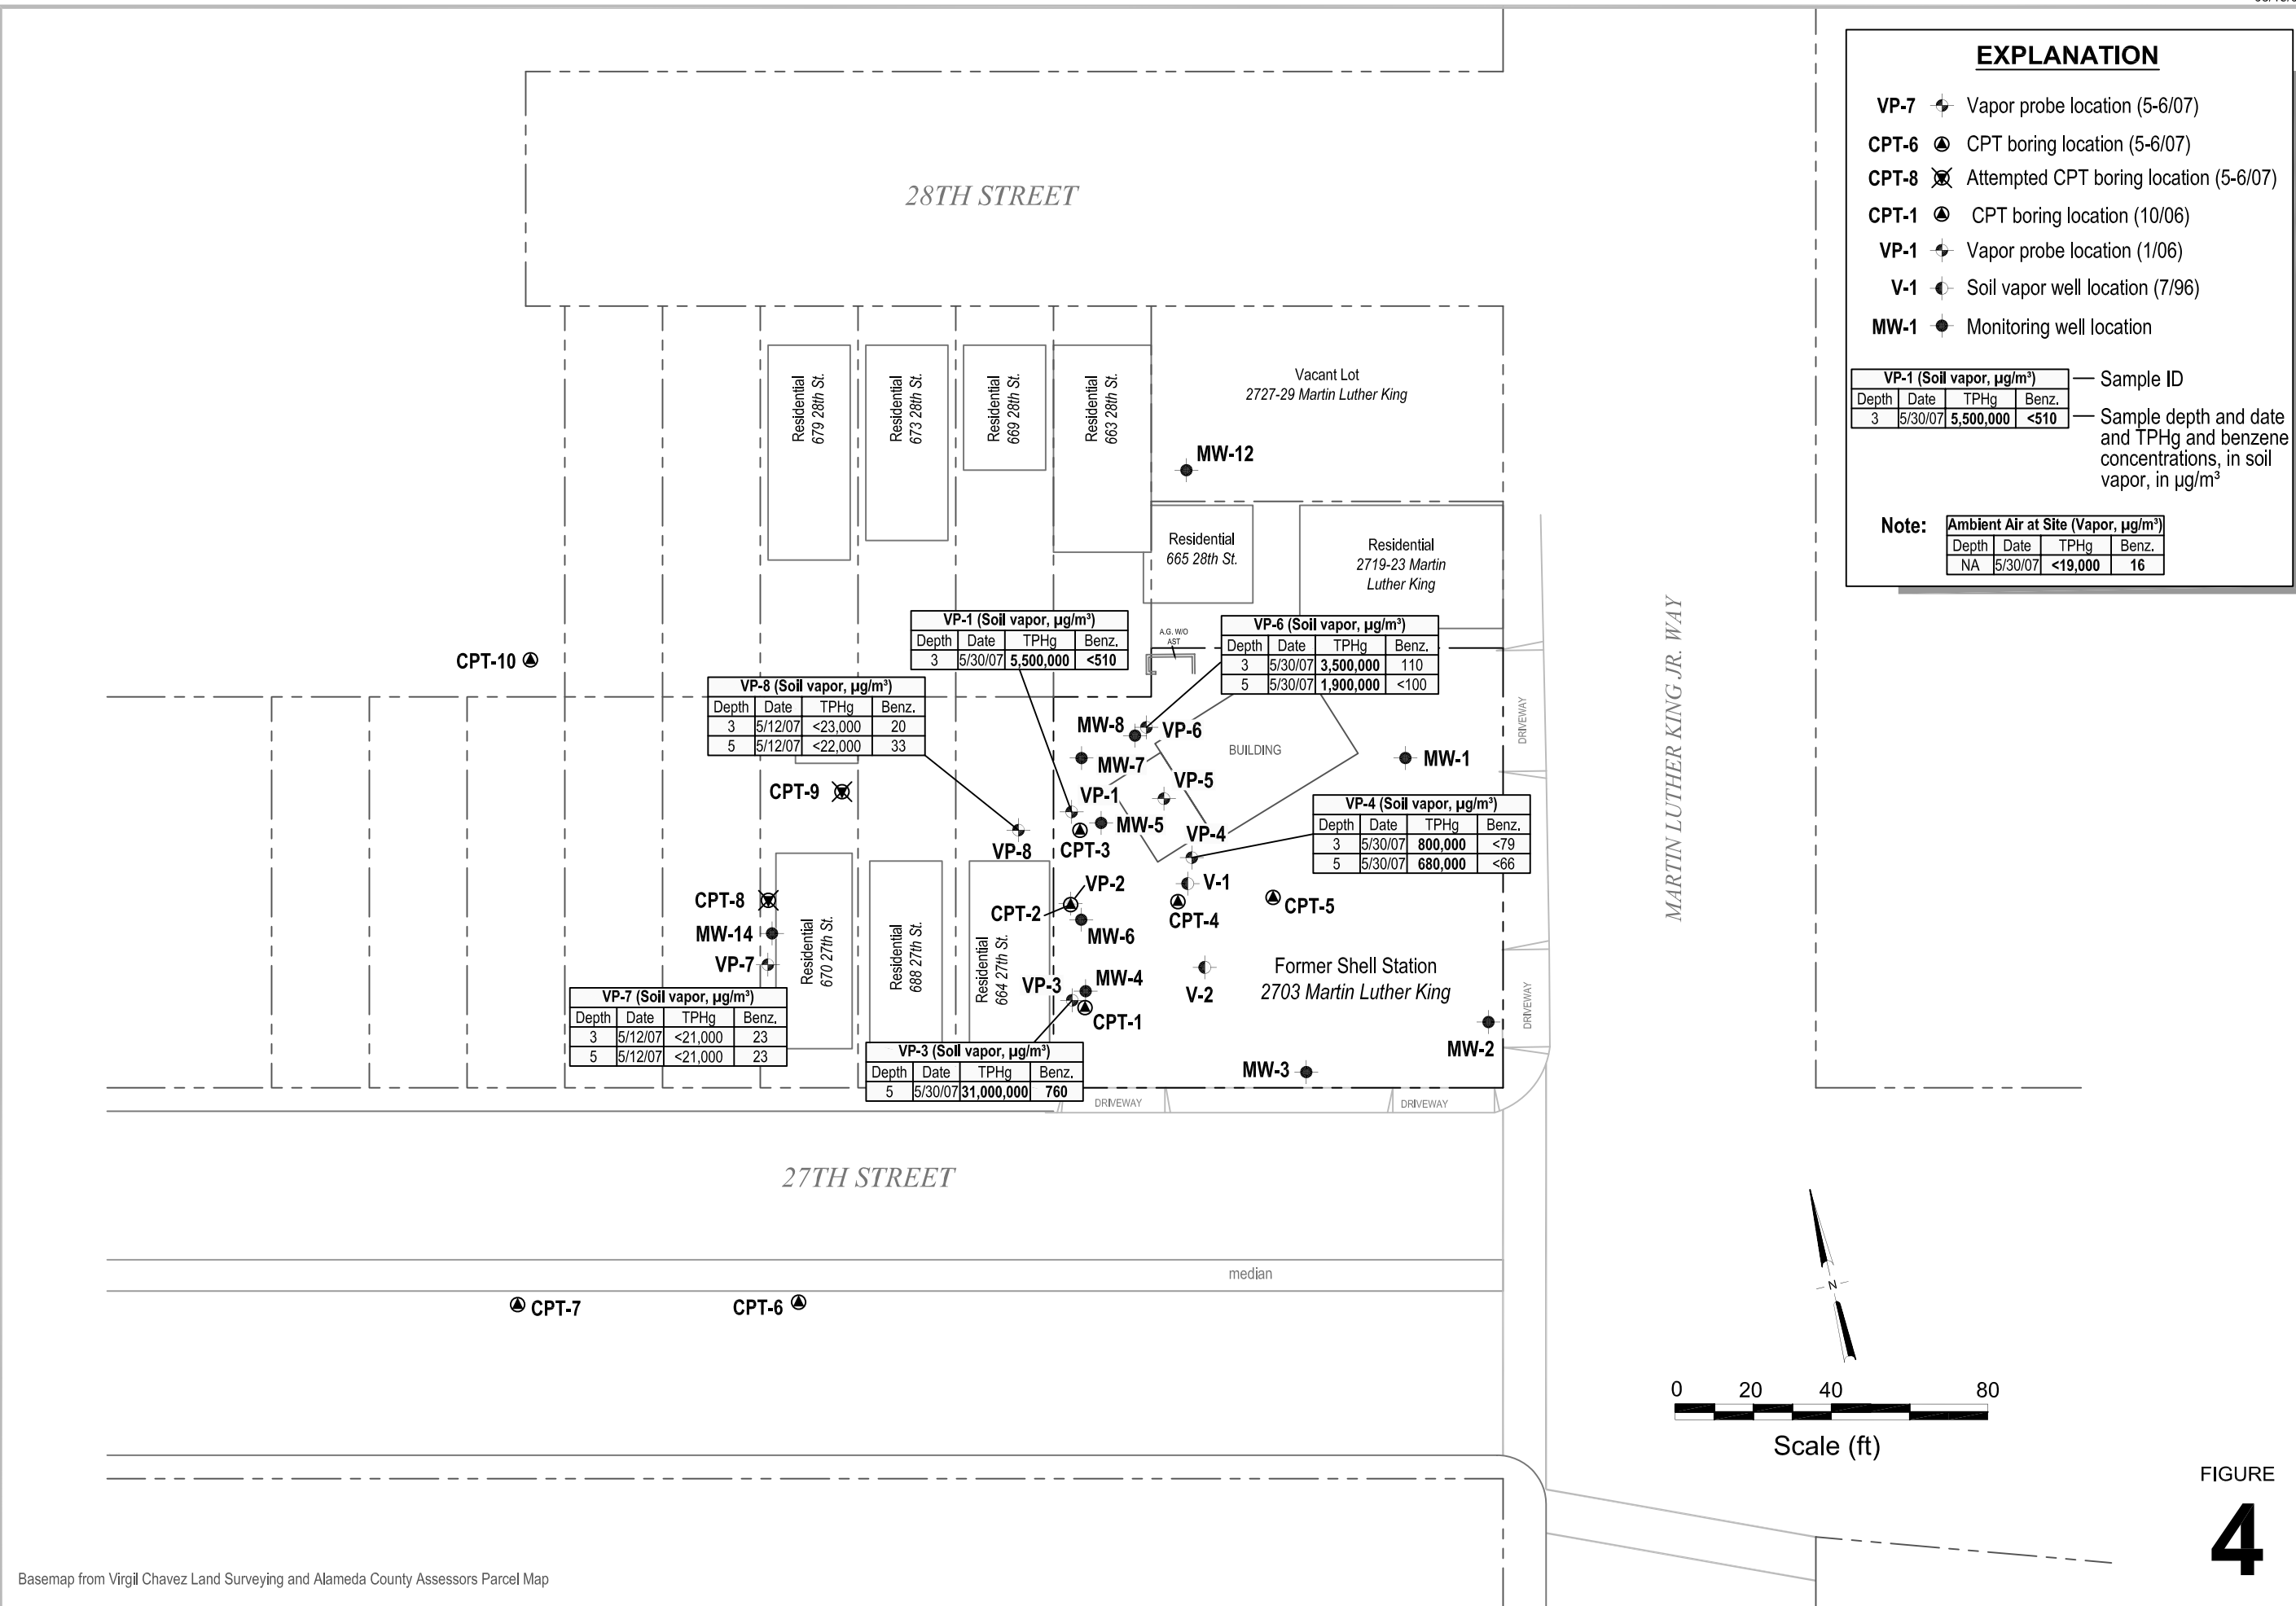 EXPLANATION
VP-7 Vapor probe location (5-6/07)
CPT-6 CPT boring location (5-6/07)
CPT-8 Attempted CPT boring location (5-6/07)
CPT-1 CPT boring location (10/06)
VP-1 Vapor probe location (1/06)
V-1 Soil vapor well location (7/96)
MW-1 Monitoring well location
VP-1 (Soil vapor, µg/m³)
Depth Date TPHg Benz.
3 5/30/07 5,500,000 <510
Sample ID
Sample depth and date
and TPHg and benzene
concentrations, in soil
vapor, in µg/m³
Note:
Ambient Air at Site (Vapor, µg/m³)
Depth Date TPHg Benz.
NA 5/30/07 <19,000 16
28TH STREET
Residential
679 28th St.
Residential
673 28th St.
Residential
669 28th St.
Residential
663 28th St.
Vacant Lot
2727-29 Martin Luther King
MW-12
Residential
665 28th St.
Residential
2719-23 Martin
Luther King
A.G. W/O
AST
VP-1 (Soil vapor, µg/m³)
Depth Date TPHg Benz.
3 5/30/07 5,500,000 <510
VP-6 (Soil vapor, µg/m³)
Depth Date TPHg Benz.
3 5/30/07 3,500,000 110
5 5/30/07 1,900,000 <100
CPT-10
VP-8 (Soil vapor, µg/m³)
Depth Date TPHg Benz.
3 5/12/07 <23,000 20
5 5/12/07 <22,000 33
MW-8
VP-6
BUILDING
MW-7
MW-1
VP-5
CPT-9
VP-1
MW-5
VP-4
VP-8
CPT-3
VP-4 (Soil vapor, µg/m³)
Depth Date TPHg Benz.
3 5/30/07 800,000 <79
5 5/30/07 680,000 <66
DRIVEWAY
MARTIN LUTHER KING JR. WAY
VP-2
V-1
CPT-8
CPT-2
CPT-4
CPT-5
MW-14
MW-6
VP-7
Residential
670 27th St.
Residential
688 27th St.
Residential
664 27th St.
VP-3
MW-4
V-2
Former Shell Station
2703 Martin Luther King
CPT-1
DRIVEWAY
MW-2
MW-3
VP-7 (Soil vapor, µg/m³)
Depth Date TPHg Benz.
3 5/12/07 <21,000 23
5 5/12/07 <21,000 23
VP-3 (Soil vapor, µg/m³)
Depth Date TPHg Benz.
5 5/30/07 31,000,000 760
DRIVEWAY
DRIVEWAY
27TH STREET
median
CPT-7
CPT-6
N
0 20 40 80
Scale (ft)
FIGURE
4
Basemap from Virgil Chavez Land Surveying and Alameda County Assessors Parcel Map